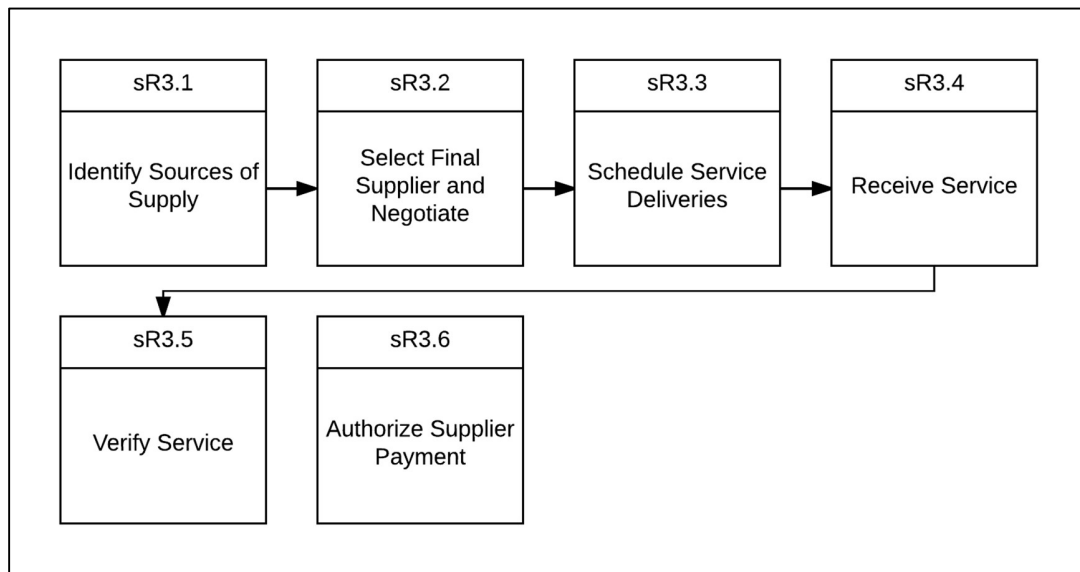 sR3.1
Identify Sources of
Supply
sR3.2
Select Final
Supplier and
Negotiate
sR3.3
Schedule Service
Deliveries
sR3.4
Receive Service
sR3.5
Verify Service
sR3.6
Authorize Supplier
Payment